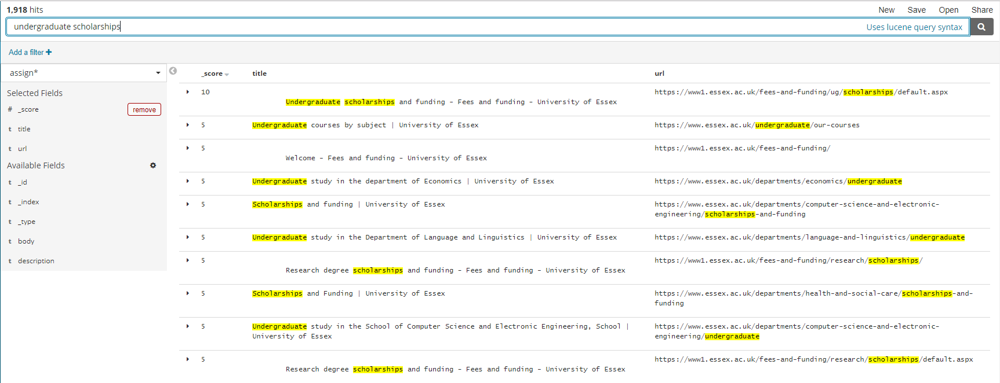 1,918 hits
New Save Open Share
undergraduate scholarships
Uses lucene query syntax
Add a filter
assign*
Selected Fields
# _score remove
t title
t url
Available Fields
t _id
t _index
t _type
t body
t description
_score title url
10
Undergraduate scholarships and funding - Fees and funding - University of Essex
https://www1.essex.ac.uk/fees-and-funding/ug/scholarships/default.aspx
5 Undergraduate courses by subject | University of Essex https://www.essex.ac.uk/undergraduate/our-courses
5
Welcome - Fees and funding - University of Essex
https://www1.essex.ac.uk/fees-and-funding/
5 Undergraduate study in the department of Economics | University of Essex https://www.essex.ac.uk/departments/economics/undergraduate
5 Scholarships and funding | University of Essex https://www.essex.ac.uk/departments/computer-science-and-electronic-
engineering/scholarships-and-funding
5 Undergraduate study in the Department of Language and Linguistics | University of Essex https://www.essex.ac.uk/departments/language-and-linguistics/undergraduate
5
Research degree scholarships and funding - Fees and funding - University of Essex
https://www1.essex.ac.uk/fees-and-funding/research/scholarships/
5 Scholarships and Funding | University of Essex https://www.essex.ac.uk/departments/health-and-social-care/scholarships-and-
funding
5 Undergraduate study in the School of Computer Science and Electronic Engineering, School |
University of Essex
https://www.essex.ac.uk/departments/computer-science-and-electronic-
engineering/undergraduate
5
Research degree scholarships and funding - Fees and funding - University of Essex
https://www1.essex.ac.uk/fees-and-funding/research/scholarships/default.aspx